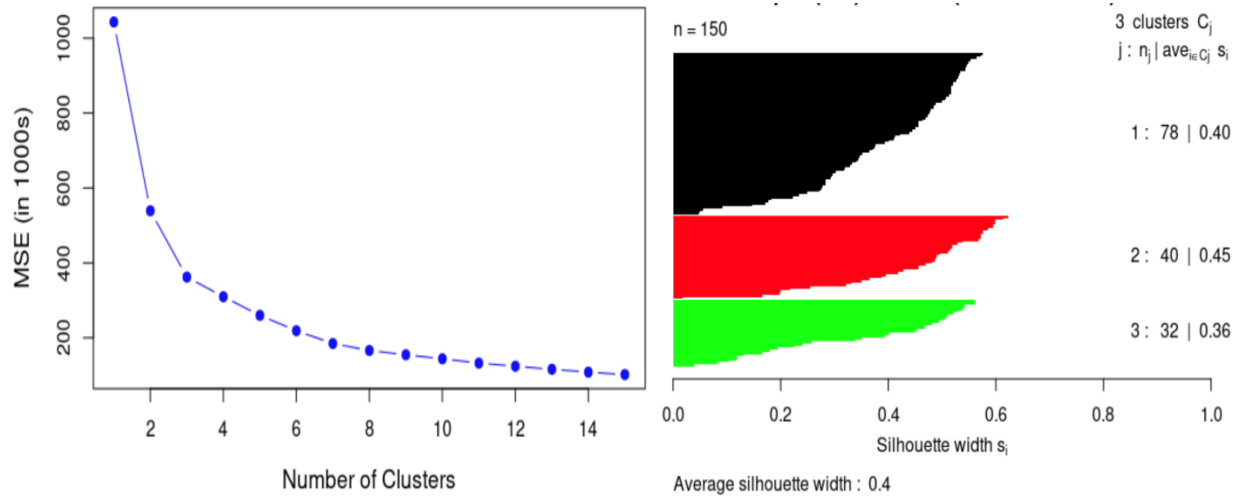 MSE (in 1000s)
1000
800
600
400
200
2 4 6 8 10 12 14
Number of Clusters
n = 150
3 clusters Cj
j : nj | avei∈Cj si
1 : 78 | 0.40
2 : 40 | 0.45
3 : 32 | 0.36
0.0 0.2 0.4 0.6 0.8 1.0
Silhouette width si
Average silhouette width : 0.4